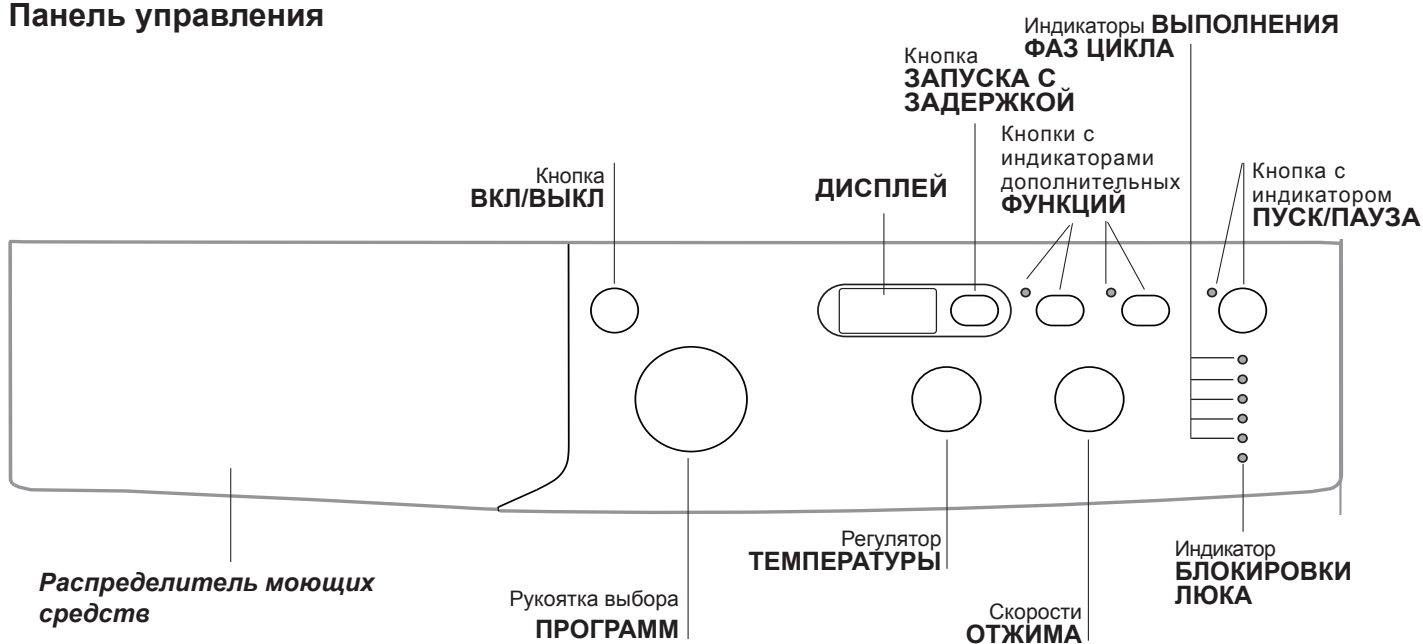 Панель управления
Индикаторы ВЫПОЛНЕНИЯ
ФАЗ ЦИКЛА
Кнопка
ЗАПУСКА С
ЗАДЕРЖКОЙ
Кнопки с
индикаторами
дополнительных
ФУНКЦИЙ
Кнопка с
индикатором
ПУСК/ПАУЗА
Кнопка
ВКЛ/ВЫКЛ
ДИСПЛЕЙ
Распределитель моющих
средств
Рукоятка выбора
ПРОГРАММ
Регулятор
ТЕМПЕРАТУРЫ
Скорости
ОТЖИМА
Индикатор
БЛОКИРОВКИ
ЛЮКА